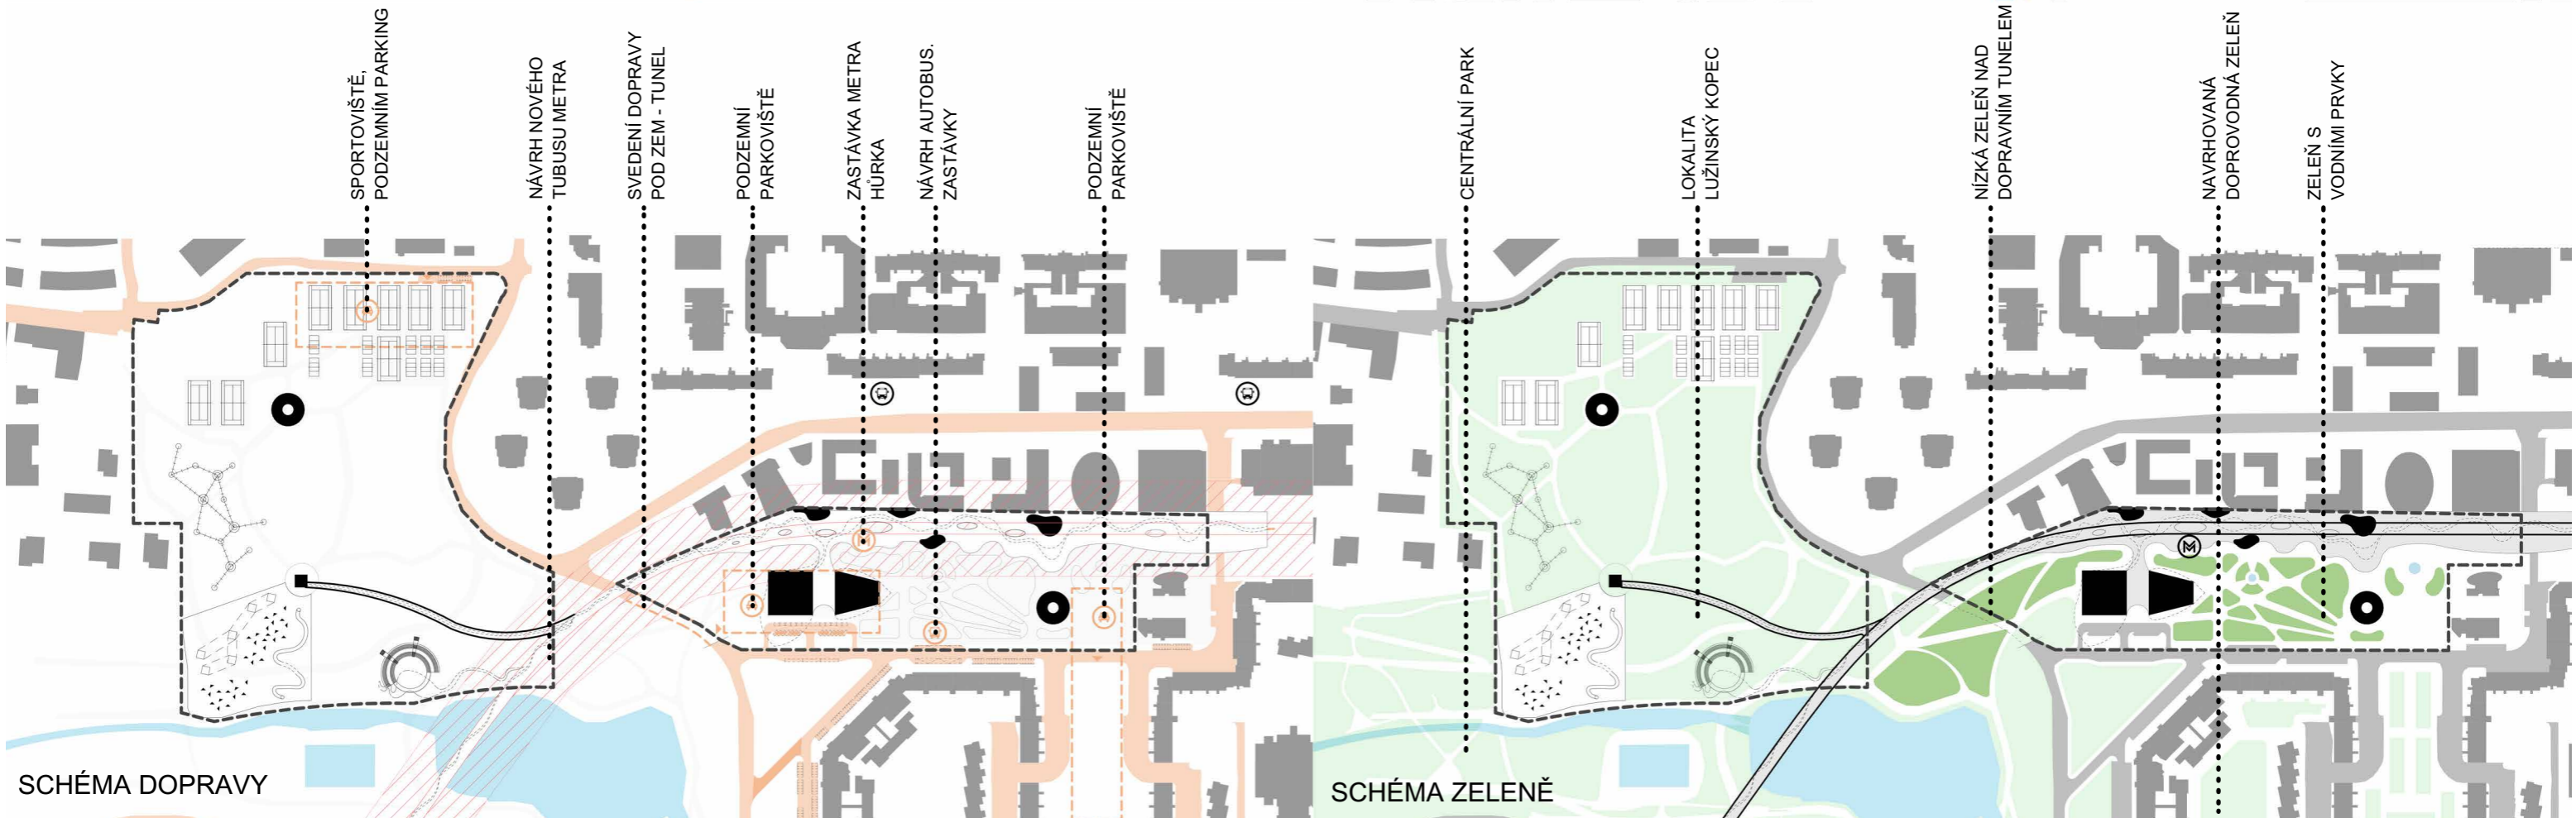 SPORTOVIŠTĚ,
PODZEMNÍM PARKING
NÁVRH NOVÉHO
TUBUSU METRA
SVEDENÍ DOPRAVY
POD ZEM - TUNEL
PODZEMNÍ
PARKOVIŠTĚ
ZASTÁVKA METRA
HŮRKA
NÁVRH AUTOBUS.
ZASTÁVKY
PODZEMNÍ
PARKOVIŠTĚ
SCHÉMA DOPRAVY
CENTRÁLNÍ PARK
LOKALITA
LUŽINSKÝ KOPEC
NÍZKÁ ZELEŇ NAD
DOPRAVNÍM TUNELEM
NAVRHOVANÁ
DOPROVODNÁ ZELEŇ
ZELEŇ S
VODNÍMI PRVKY
SCHÉMA ZELENĚ